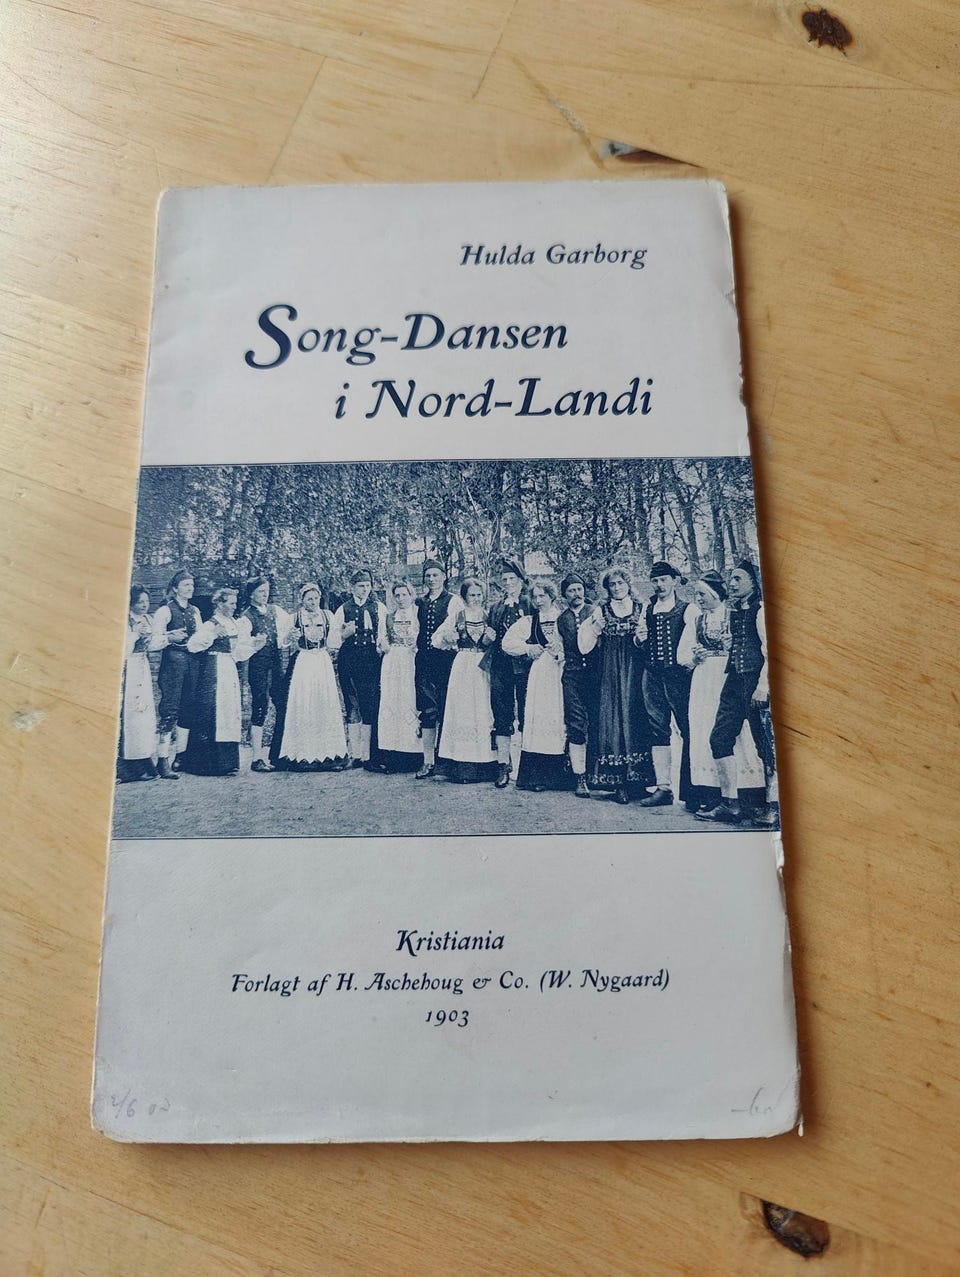 Hulda Garborg
Song-Dansen
i Nord-Landi
Kristiania
Forlagt af H. Aschehoug & Co. (W. Nygaard)
1903